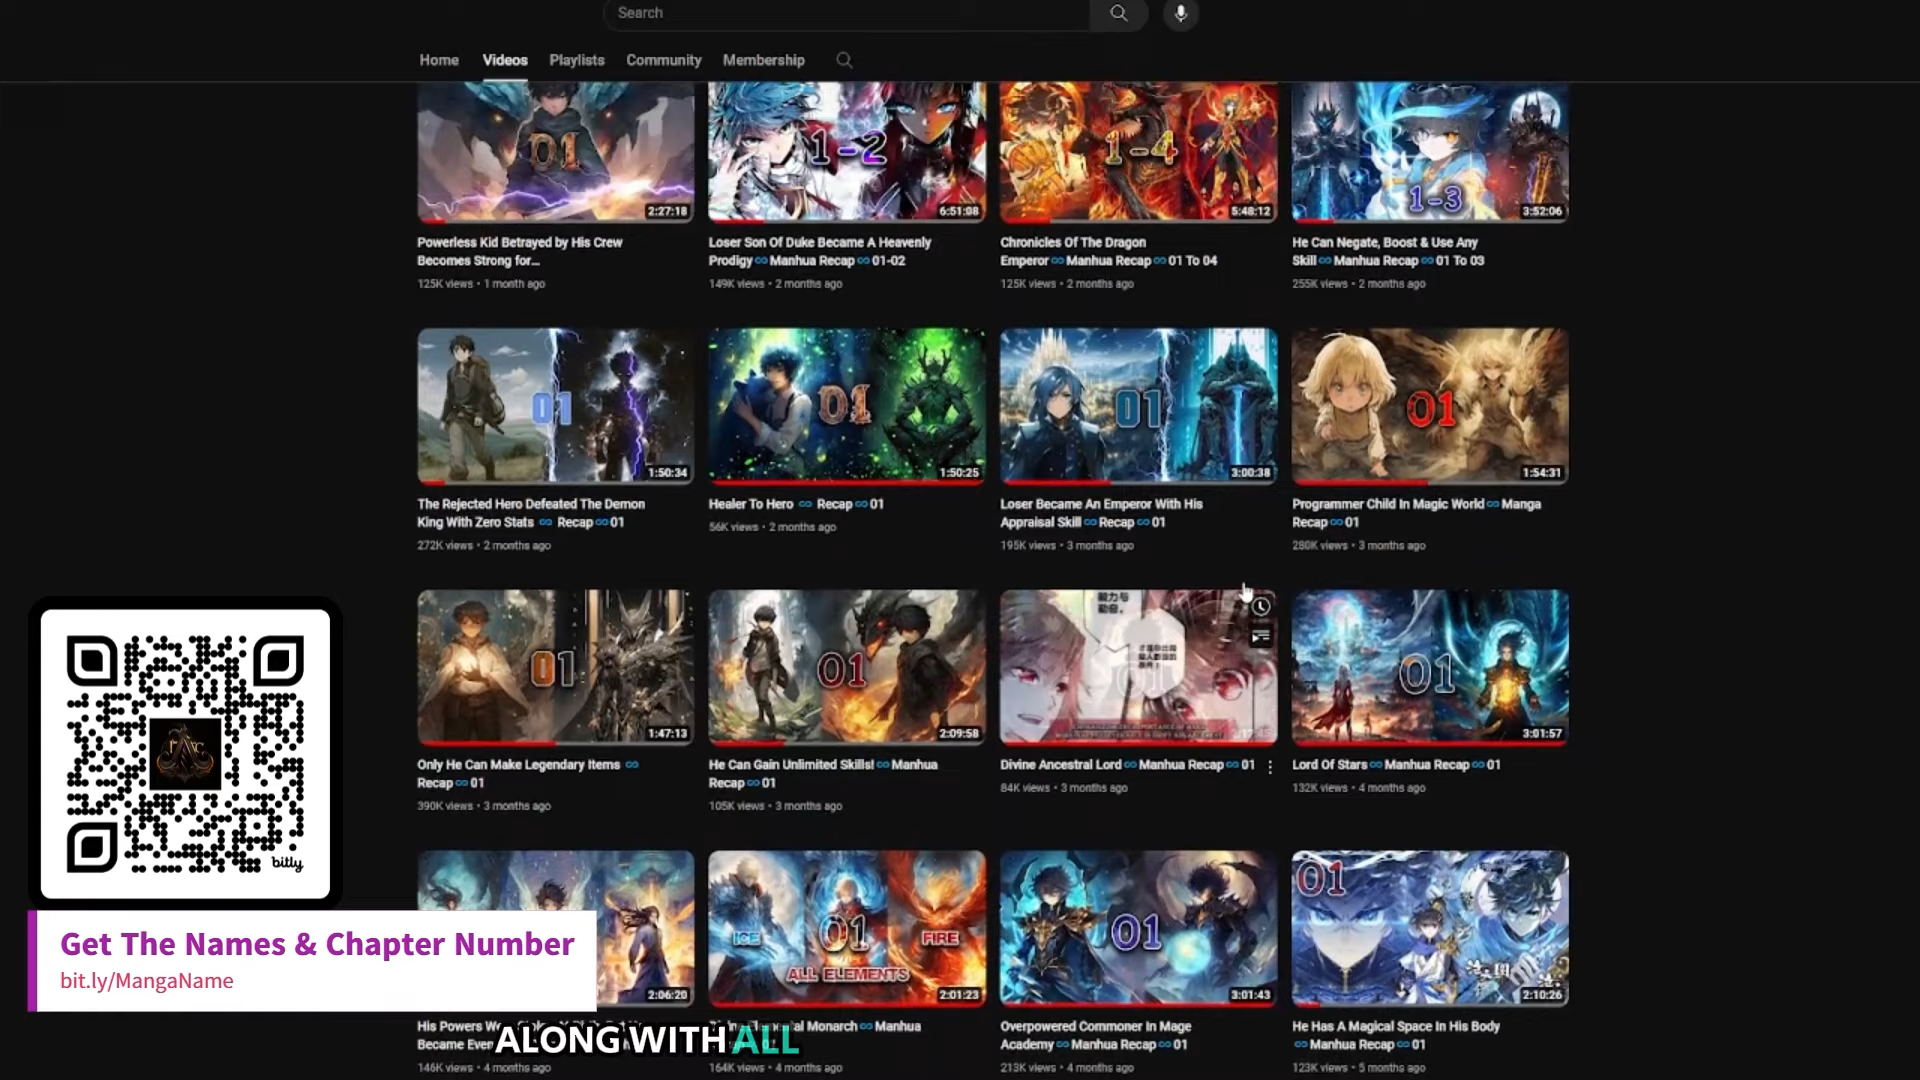 Search
Home Videos Playlists Community Membership
01
2:27:18
1-2
6:51:08
1-4
5:48:12
1-3
3:52:06
Powerless Kid Betrayed by His Crew
Becomes Strong for...
125K views • 1 month ago
Loser Son Of Duke Became A Heavenly
Prodigy∞Manhua Recap∞01-02
149K views • 2 months ago
Chronicles Of The Dragon
Emperor∞Manhua Recap∞01 To 04
125K views • 2 months ago
He Can Negate, Boost & Use Any
Skill∞Manhua Recap∞01 To 03
255K views • 2 months ago
01
1:50:34
01
1:50:25
01
3:00:38
01
1:54:31
The Rejected Hero Defeated The Demon
King With Zero Stats ∞ Recap∞01
272K views • 2 months ago
Healer To Hero ∞ Recap∞01
56K views • 2 months ago
Loser Became An Emperor With His
Appraisal Skill∞Recap∞01
195K views • 3 months ago
Programmer Child In Magic World∞Manga
Recap∞01
280K views • 3 months ago
01
1:47:13
01
2:09:58
01
3:01:57
Only He Can Make Legendary Items ∞
Recap∞01
390K views • 3 months ago
He Can Gain Unlimited Skills!∞Manhua
Recap∞01
105K views • 3 months ago
Divine Ancestral Lord∞Manhua Recap∞01
84K views • 3 months ago
Lord Of Stars∞Manhua Recap∞01
132K views • 4 months ago
bitly
Get The Names & Chapter Number
bit.ly/MangaName
2:06:20
ICE
01
FIRE
ALL ELEMENTS
2:01:23
01
3:01:43
01
2:10:26
His Powers
Became
146K views • 4 months ago
Monarch∞Manhua
164K views • 4 months ago
Overpowered Commoner In Mage
Academy∞Manhua Recap∞01
213K views • 4 months ago
He Has A Magical Space In His Body
∞Manhua Recap∞01
123K views • 5 months ago
ALONG WITH ALL